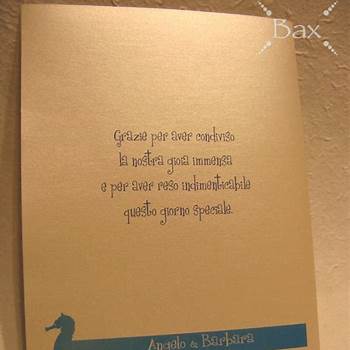 Bax
Grazie per aver condiviso
la nostra gioia immensa
e per aver reso indimenticabile
questo giorno speciale.
Angelo & Barbara